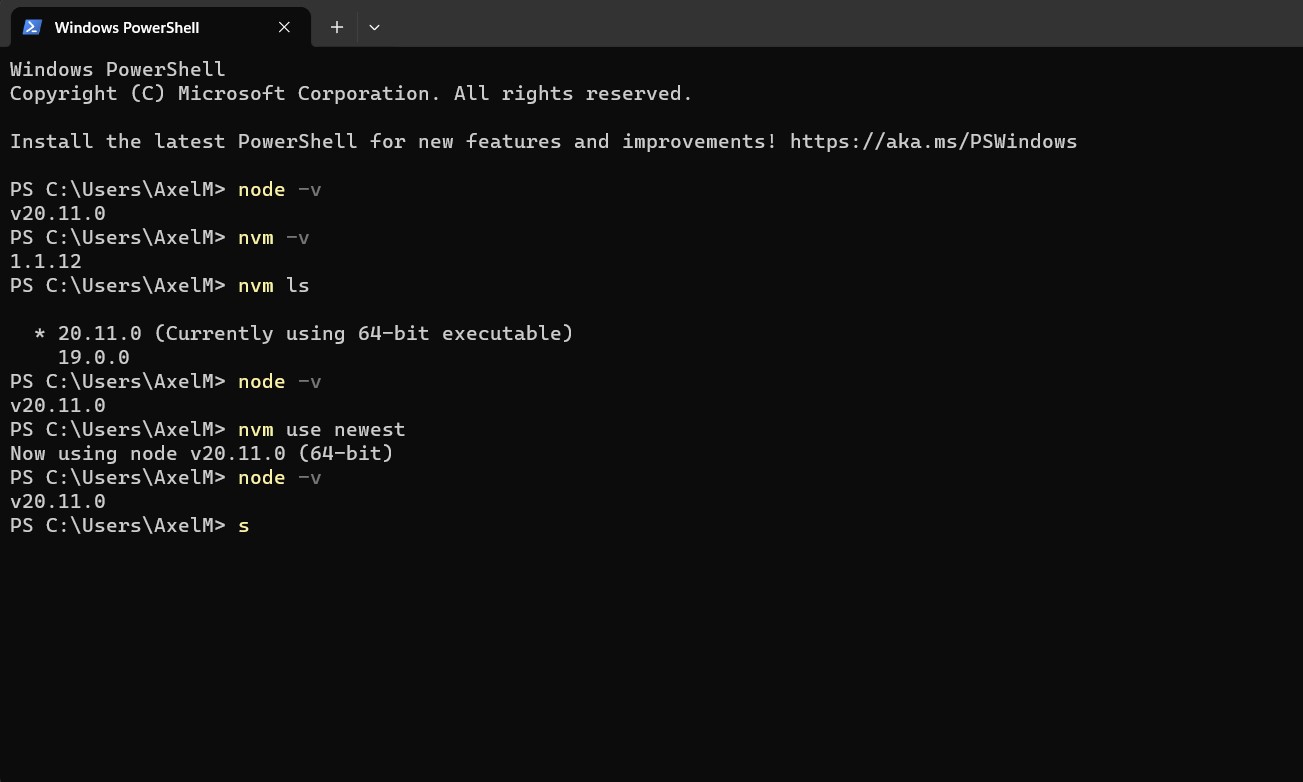 Windows PowerShell
Windows PowerShell
Copyright (C) Microsoft Corporation. All rights reserved.
Install the latest PowerShell for new features and improvements! https://aka.ms/PSWindows
PS C:\Users\AxelM> node -v
v20.11.0
PS C:\Users\AxelM> nvm -v
1.1.12
PS C:\Users\AxelM> nvm ls
* 20.11.0 (Currently using 64-bit executable)
19.0.0
PS C:\Users\AxelM> node -v
v20.11.0
PS C:\Users\AxelM> nvm use newest
Now using node v20.11.0 (64-bit)
PS C:\Users\AxelM> node -v
v20.11.0
PS C:\Users\AxelM> s